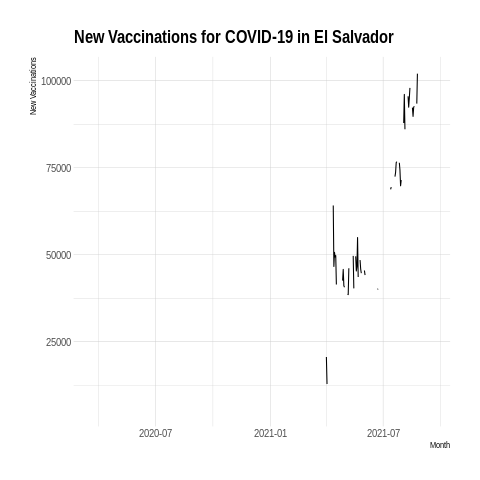 New Vaccinations for COVID-19 in El Salvador
New Vaccinations
100000
75000
50000
25000
2020-07
2021-01
2021-07
Month